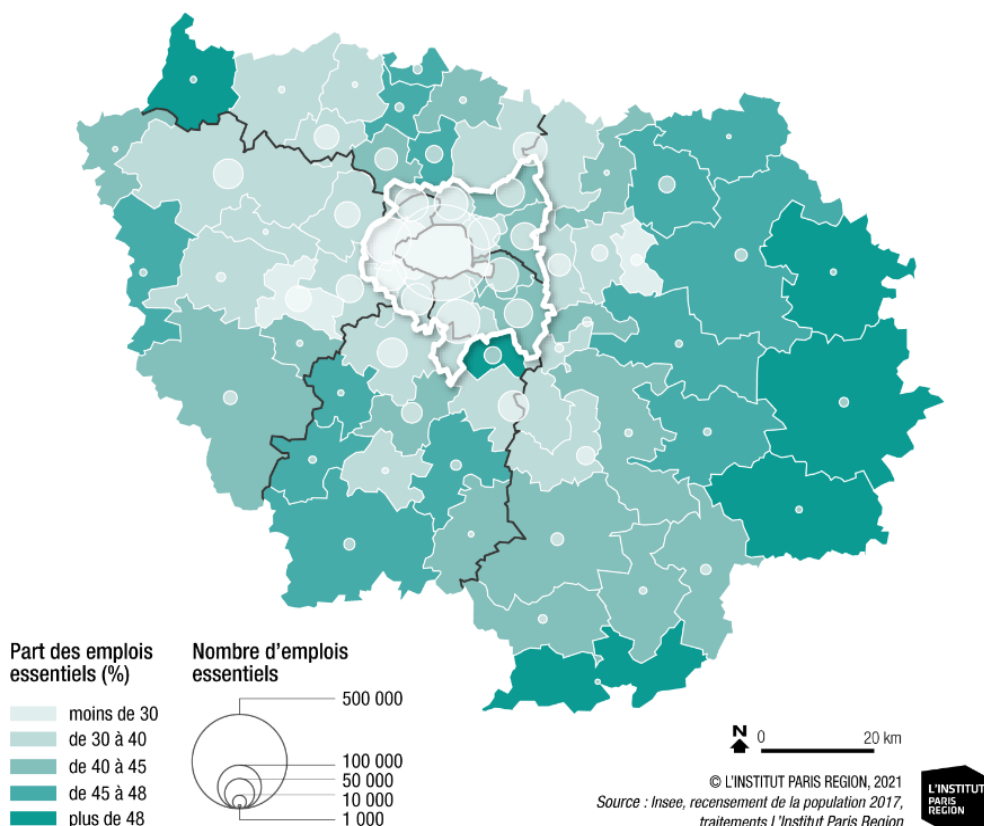 Part des emplois
essentiels (%)
moins de 30
de 30 à 40
de 40 à 45
de 45 à 48
plus de 48
Nombre d'emplois
essentiels
500 000
100 000
50 000
10 000
1 000
N 0 20 km
© L'INSTITUT PARIS REGION, 2021
Source : Insee, recensement de la population 2017,
traitements L'Institut Paris Region
L'INSTITUT
PARIS
REGION